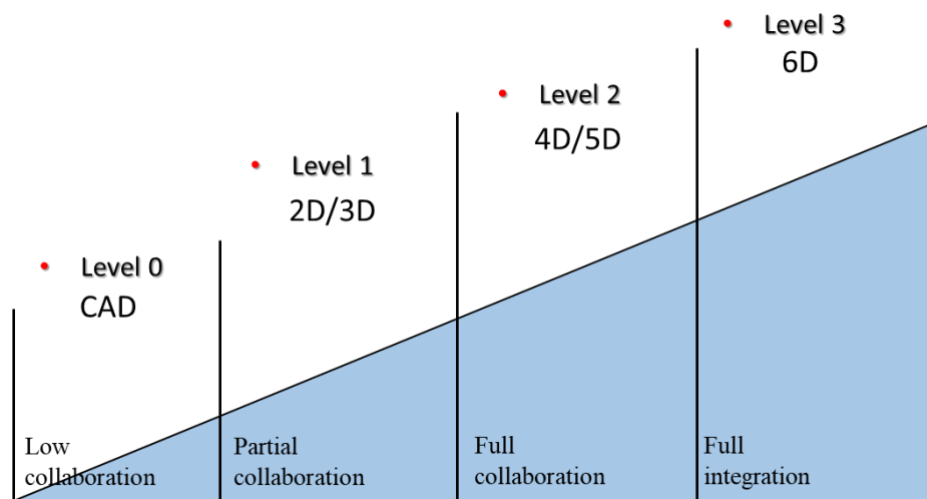 Level 3
6D
Level 2
4D/5D
Level 1
2D/3D
Level 0
CAD
Low
collaboration
Partial
collaboration
Full
collaboration
Full
integration